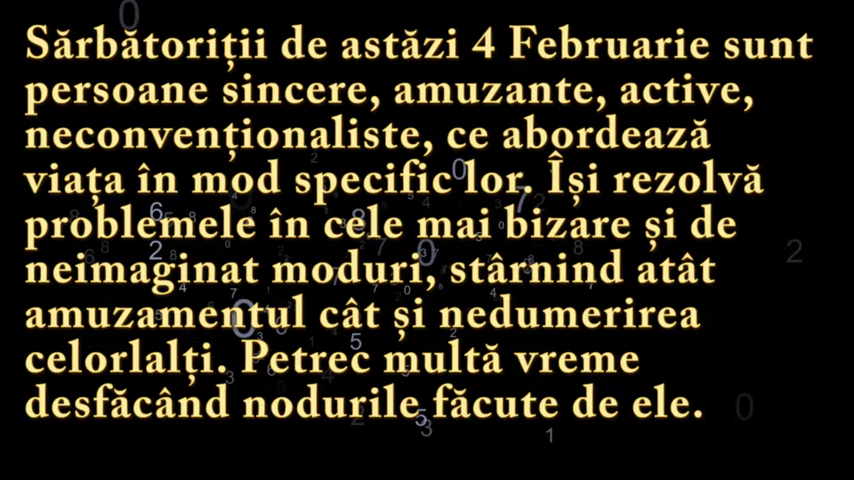 Sărbătoriții de astăzi 4 Februarie sunt
persoane sincere, amuzante, active,
neconvenționaliste, ce abordează
viața în mod specific lor. Își rezolvă
problemele în cele mai bizare și de
neimaginat moduri, stârnind atât
amuzamentul cât și nedumerirea
celorlalți. Petrec multă vreme
desfăcând nodurile făcute de ele.